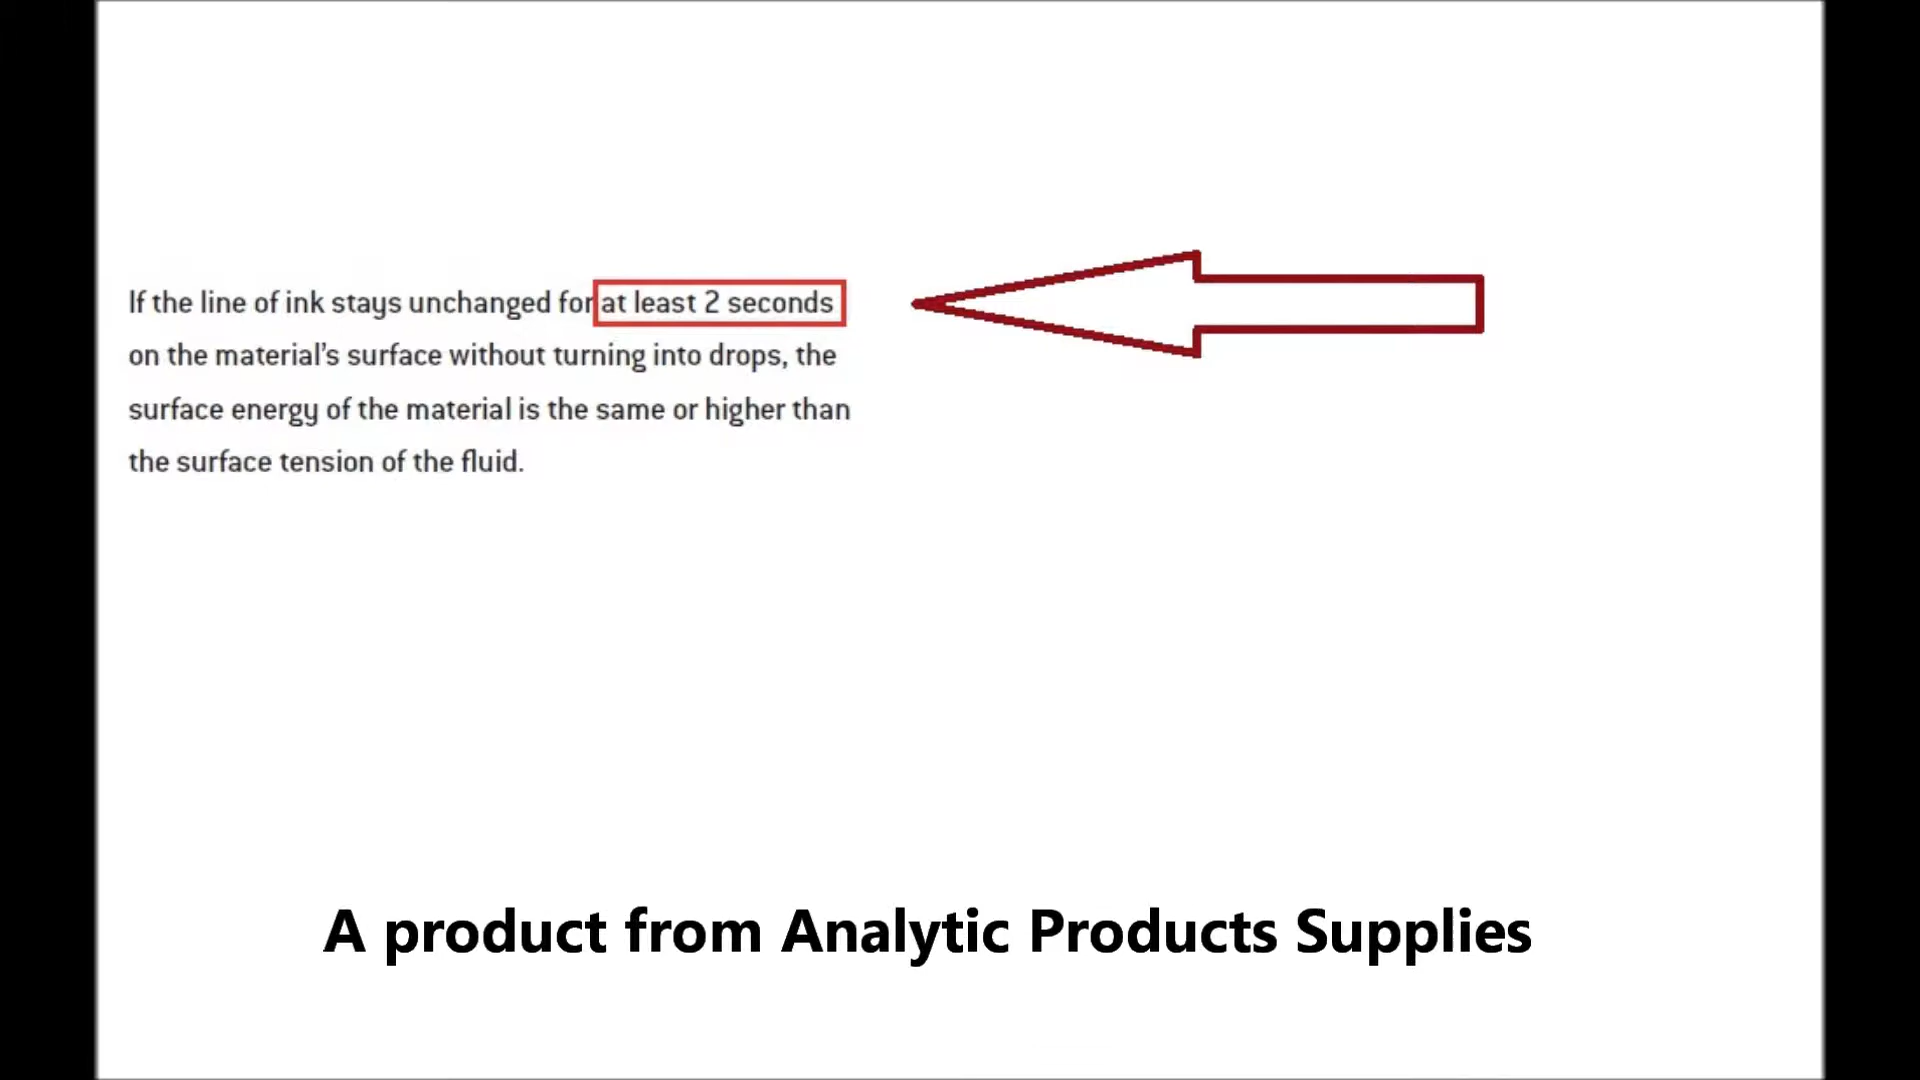 If the line of ink stays unchanged for at least 2 seconds
on the material's surface without turning into drops, the
surface energy of the material is the same or higher than
the surface tension of the fluid.
A product from Analytic Products Supplies